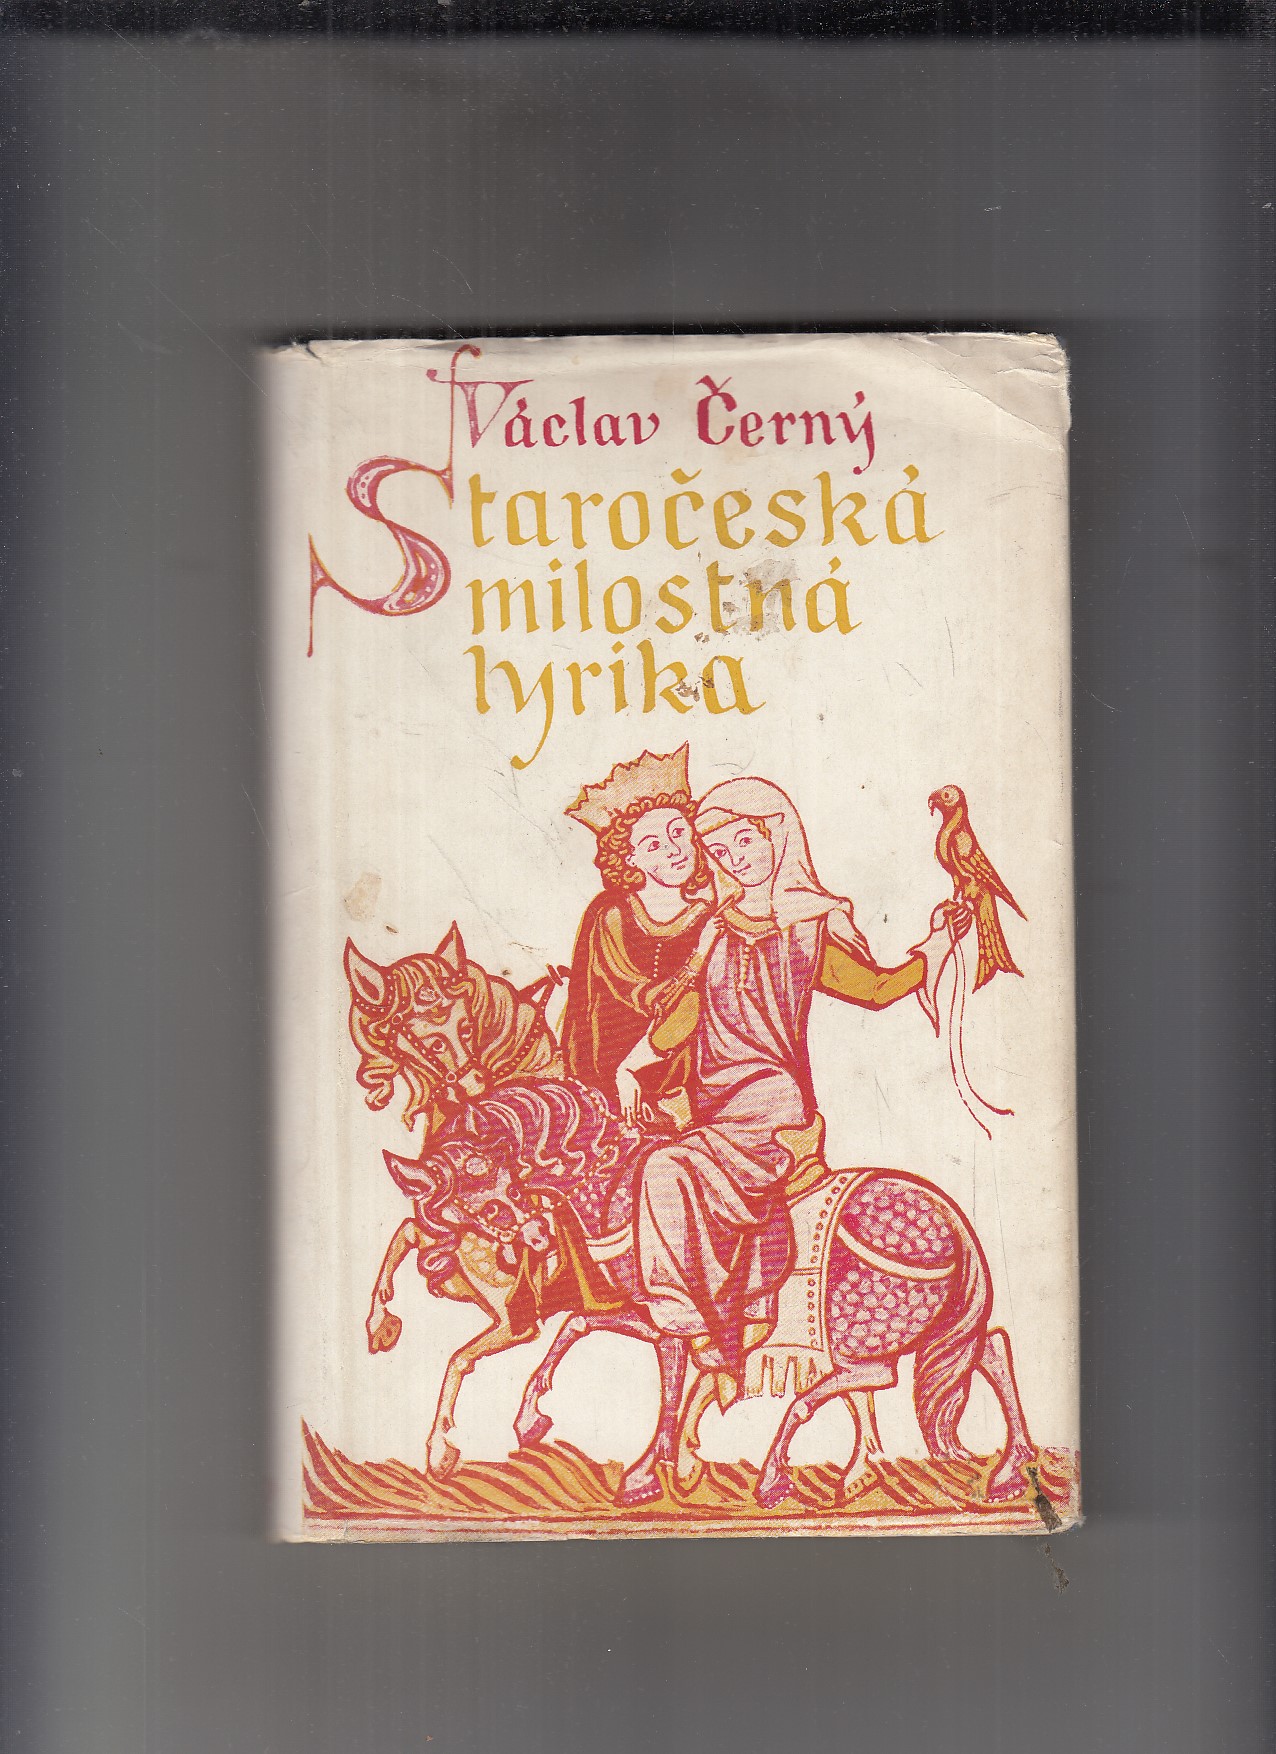 Václav Černý
Staročeská
milostná
lyrika